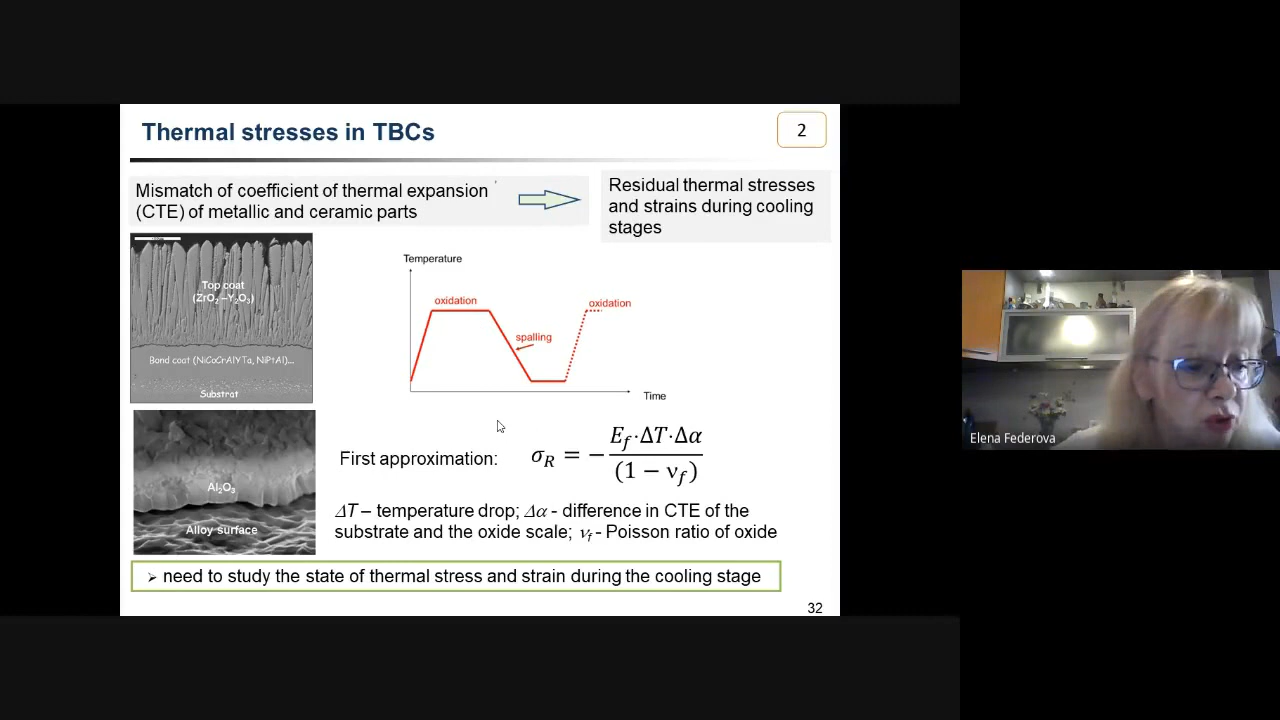 Thermal stresses in TBCs
2
Mismatch of coefficient of thermal expansion
(CTE) of metallic and ceramic parts
Residual thermal stresses
and strains during cooling
stages
Top coat
(ZrO₂ –Y₂O₃)
Bond coat (NiCoCrAlYTa, NiPtAl)...
Substrat
Temperature
oxidation
oxidation
spalling
Time
Al₂O₃
Alloy surface
First approximation: σ_R = − E_f·ΔT·Δα / (1 − ν_f)
ΔT – temperature drop; Δα - difference in CTE of the
substrate and the oxide scale; ν_f - Poisson ratio of oxide
➢ need to study the state of thermal stress and strain during the cooling stage
32
Elena Federova